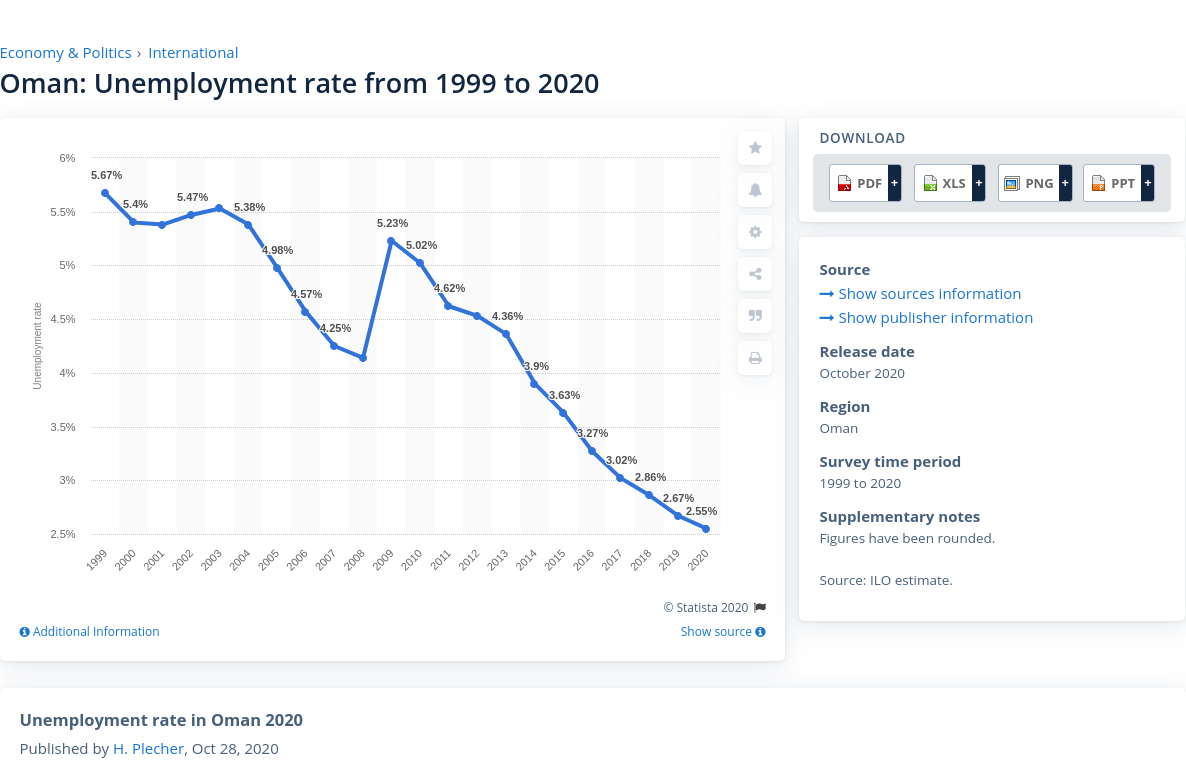 Economy & Politics › International
Oman: Unemployment rate from 1999 to 2020
6%
5.5%
5%
4.5%
4%
3.5%
3%
2.5%
Unemployment rate
5.67%
5.4%
5.47%
5.38%
4.98%
4.57%
4.25%
5.23%
5.02%
4.62%
4.36%
3.9%
3.63%
3.27%
3.02%
2.86%
2.67%
2.55%
1999
2000
2001
2002
2003
2004
2005
2006
2007
2008
2009
2010
2011
2012
2013
2014
2015
2016
2017
2018
2019
2020
© Statista 2020
Additional Information
Show source
DOWNLOAD
PDF + XLS + PNG + PPT +
Source
Show sources information
Show publisher information
Release date
October 2020
Region
Oman
Survey time period
1999 to 2020
Supplementary notes
Figures have been rounded.
Source: ILO estimate.
Unemployment rate in Oman 2020
Published by H. Plecher, Oct 28, 2020